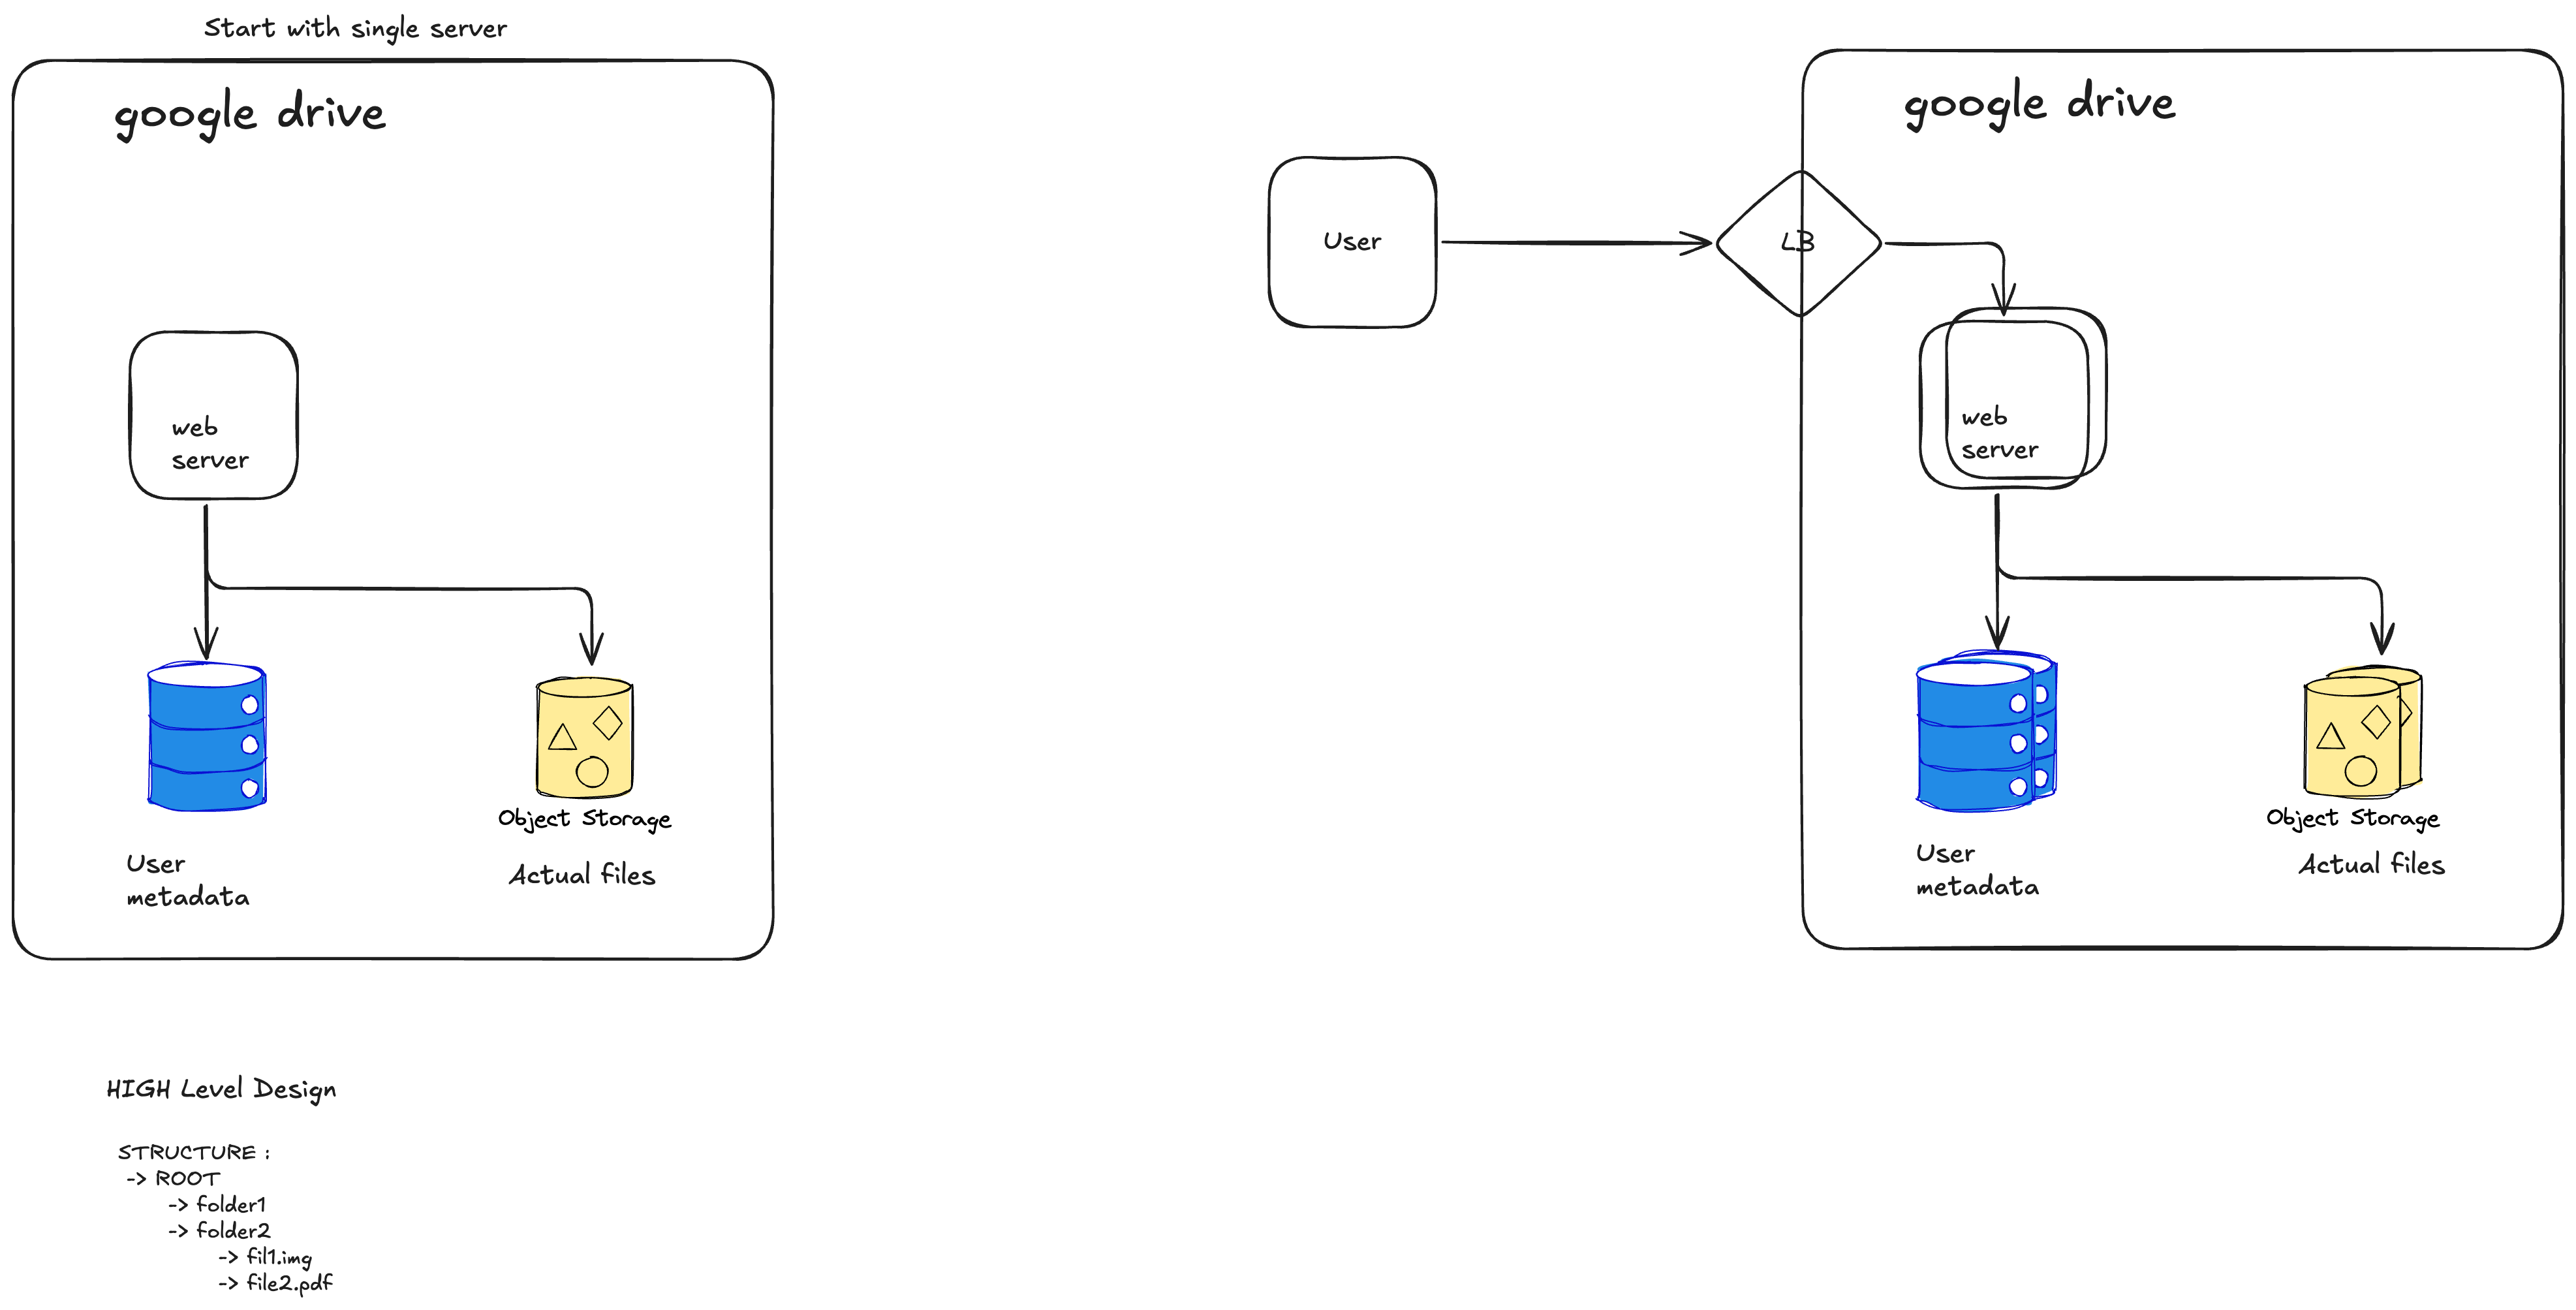 Start with single server
google drive
web
server
Object Storage
User
metadata
Actual files
google drive
User
LB
web
server
Object Storage
User
metadata
Actual files
HIGH Level Design
STRUCTURE :
-> ROOT
-> folder1
-> folder2
-> fil1.img
-> file2.pdf